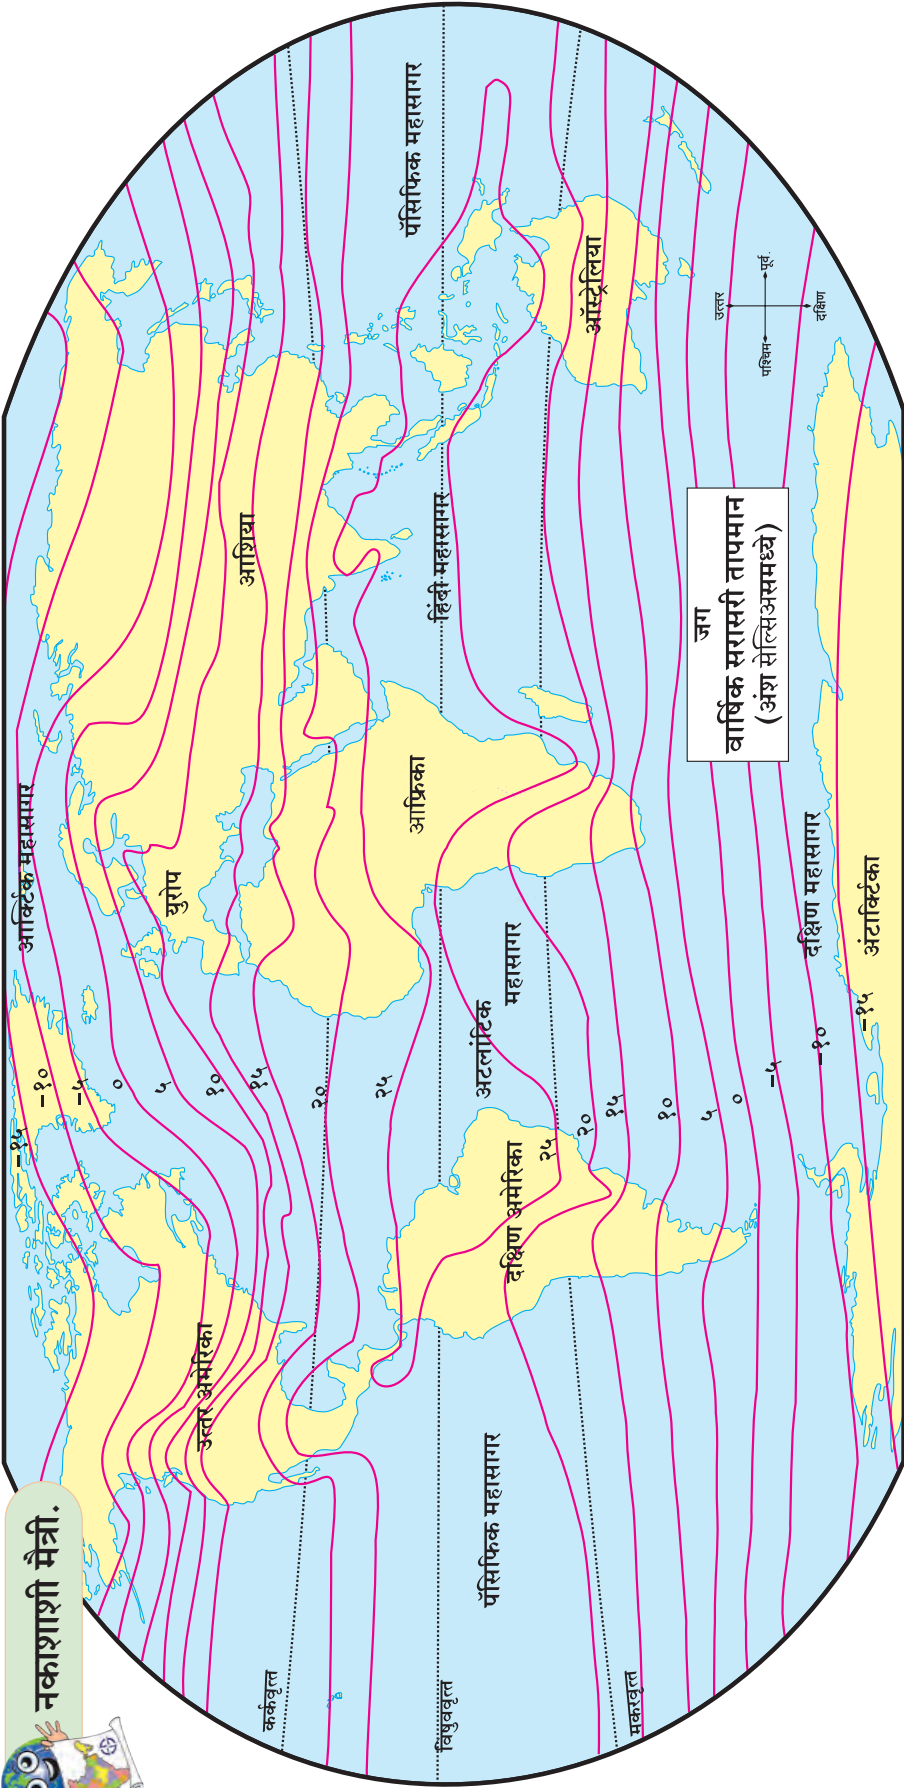 नकाशाशी मैत्री.
आर्क्टिक महासागर
-१५
-१०
-५
०
५
१०
१५
२०
२५
उत्तर अमेरिका
युरोप
आशिया
आफ्रिका
पॅसिफिक महासागर
कर्कवृत्त
विषुववृत्त
मकरवृत्त
पॅसिफिक महासागर
अटलांटिक
महासागर
हिंदी महासागर
दक्षिण अमेरिका
ऑस्ट्रेलिया
२५
२०
१५
१०
५
०
-५
-१०
-१५
जग
वार्षिक सरासरी तापमान
(अंश सेल्सिअसमध्ये)
उत्तर
पश्चिम
पूर्व
दक्षिण
दक्षिण महासागर
अंटार्क्टिका